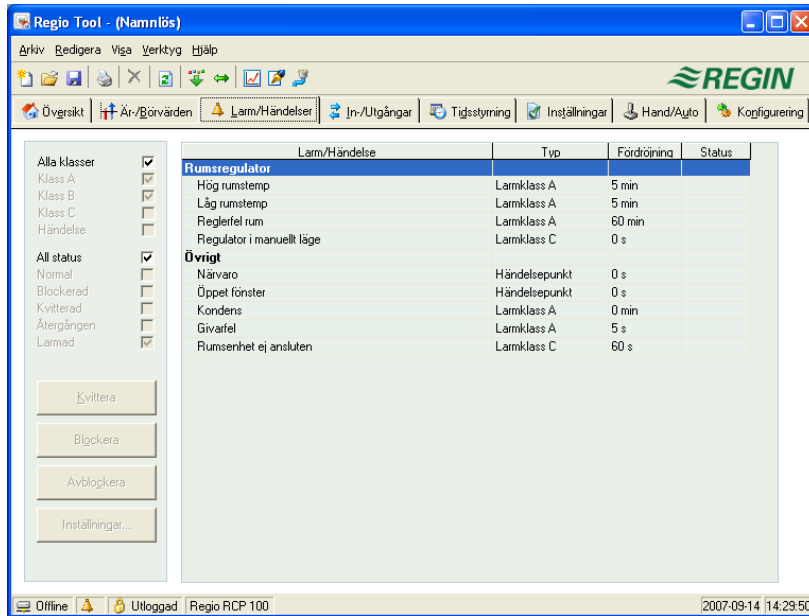 Regio Tool - (Namnlös)
Arkiv Redigera Visa Verktyg Hjälp
REGIN
Översikt Är-/Börvärden Larm/Händelser In-/Utgångar Tidsstyrning Inställningar Hand/Auto Konfigurering
Alla klasser
Klass A
Klass B
Klass C
Händelse
All status
Normal
Blockerad
Kvitterad
Återgången
Larmad
Kvittera
Blockera
Avblockera
Inställningar...
Larm/Händelse Typ Fördröjning Status
Rumsregulator
Hög rumstemp Larmklass A 5 min
Låg rumstemp Larmklass A 5 min
Reglerfel rum Larmklass A 60 min
Regulator i manuellt läge Larmklass C 0 s
Övrigt
Närvaro Händelsepunkt 0 s
Öppet fönster Händelsepunkt 0 s
Kondens Larmklass A 0 min
Givarfel Larmklass A 5 s
Rumsenhet ej ansluten Larmklass C 60 s
Offline Utloggad Regio RCP 100 2007-09-14 14:29:50